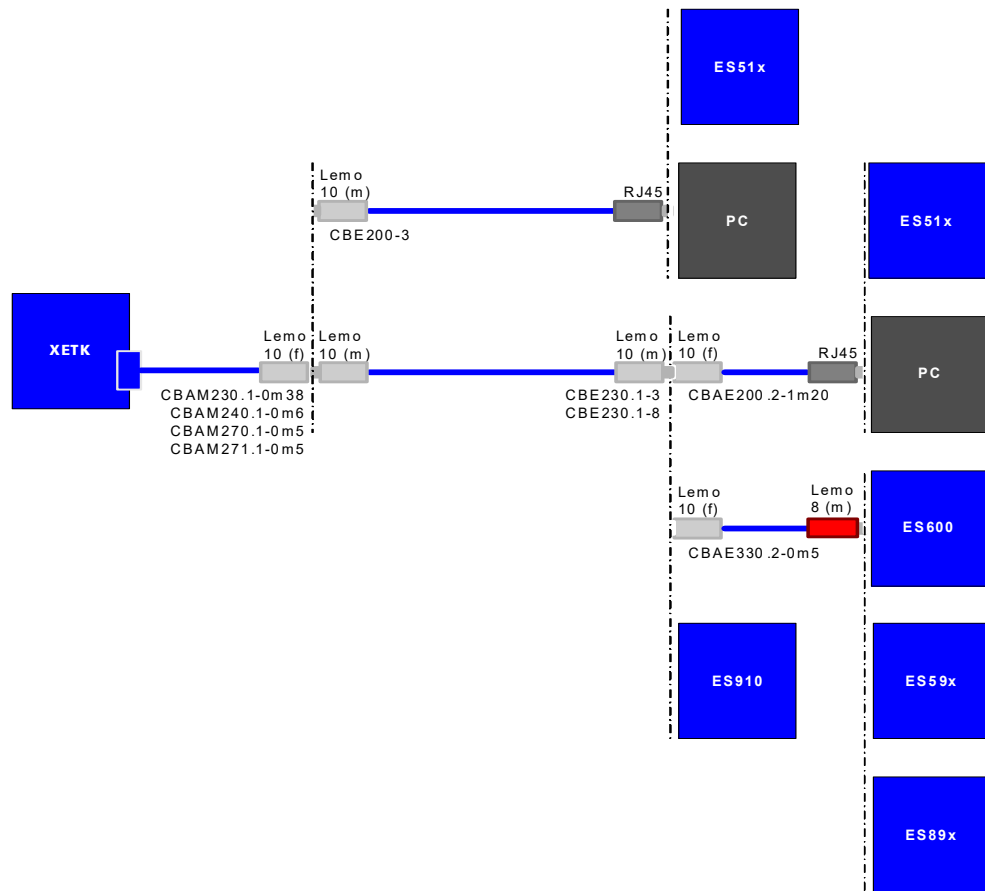 ES51x
Lemo
10 (m)
RJ45
CBE200-3
PC
ES51x
XETK
Lemo
10 (f)
Lemo
10 (m)
Lemo
10 (m)
Lemo
10 (f)
RJ45
PC
CBAM230.1-0m38
CBAM240.1-0m6
CBAM270.1-0m5
CBAM271.1-0m5
CBE230.1-3
CBE230.1-8
CBAE200.2-1m20
Lemo
10 (f)
Lemo
8 (m)
CBAE330.2-0m5
ES600
ES910
ES59x
ES89x